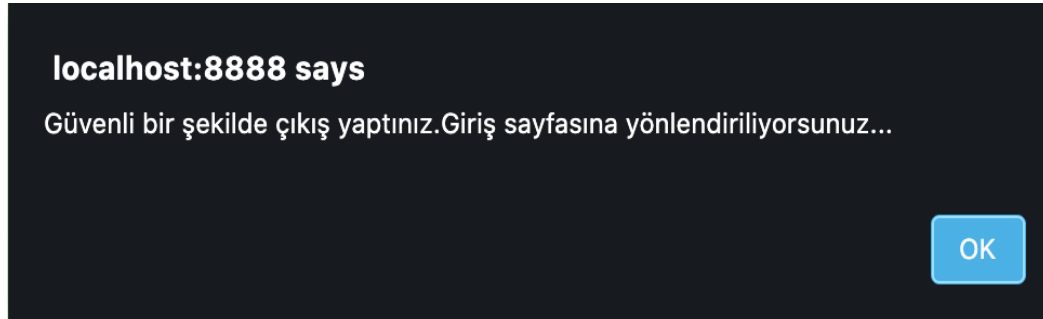 localhost:8888 says
Güvenli bir şekilde çıkış yaptınız.Giriş sayfasına yönlendiriliyorsunuz...
OK